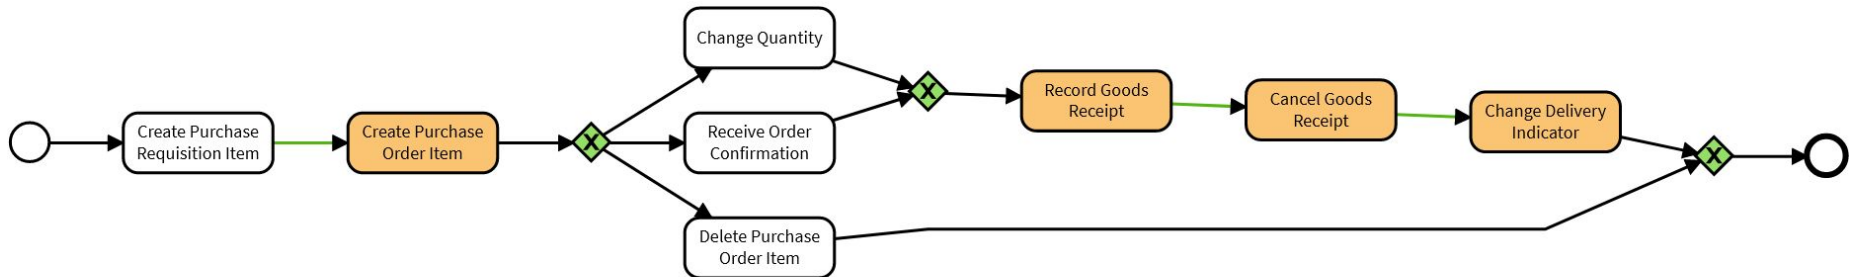 Create Purchase
Requisition Item
Create Purchase
Order Item
X
Change Quantity
Receive Order
Confirmation
Delete Purchase
Order Item
X
Record Goods
Receipt
Cancel Goods
Receipt
Change Delivery
Indicator
X